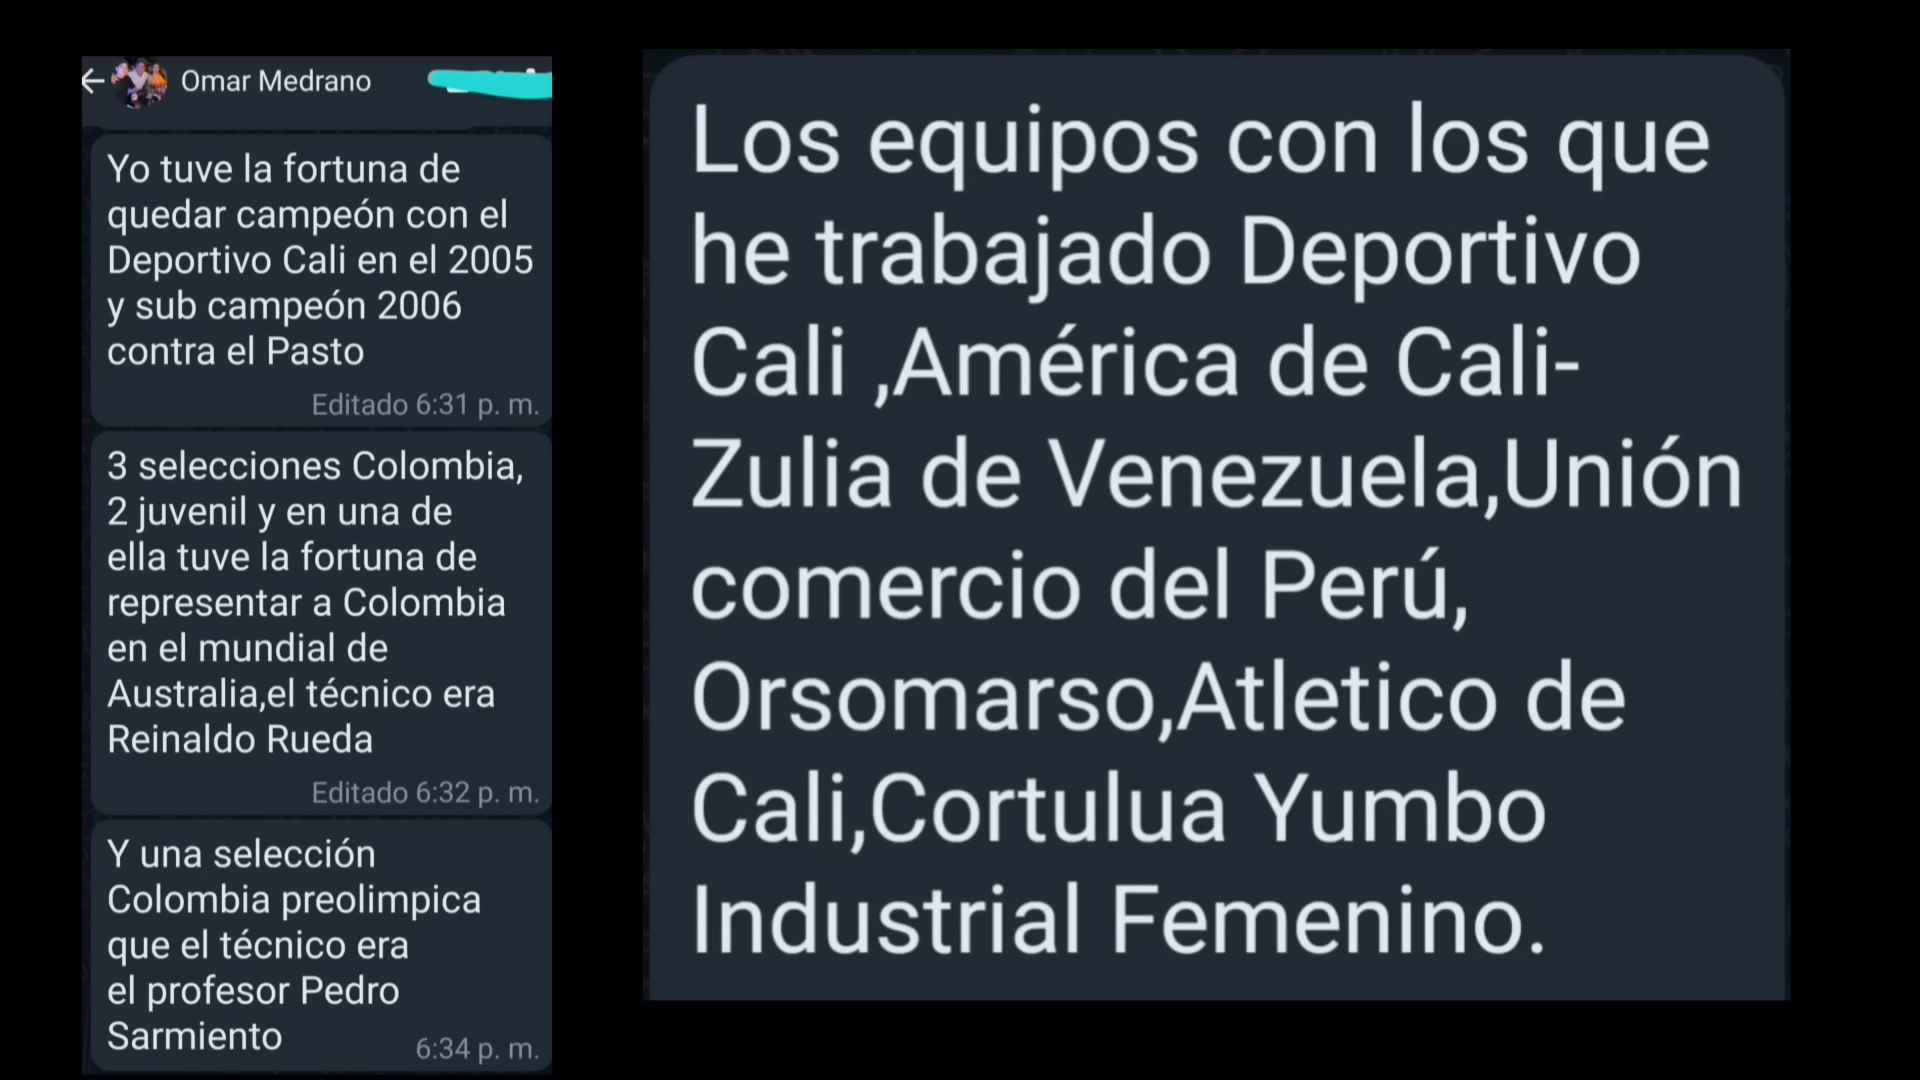 Omar Medrano
Yo tuve la fortuna de
quedar campeón con el
Deportivo Cali en el 2005
y sub campeón 2006
contra el Pasto
Editado 6:31 p. m.
3 selecciones Colombia,
2 juvenil y en una de
ella tuve la fortuna de
representar a Colombia
en el mundial de
Australia,el técnico era
Reinaldo Rueda
Editado 6:32 p. m.
Y una selección
Colombia preolimpica
que el técnico era
el profesor Pedro
Sarmiento
6:34 p. m.
Los equipos con los que
he trabajado Deportivo
Cali ,América de Cali-
Zulia de Venezuela,Unión
comercio del Perú,
Orsomarso,Atletico de
Cali,Cortulua Yumbo
Industrial Femenino.